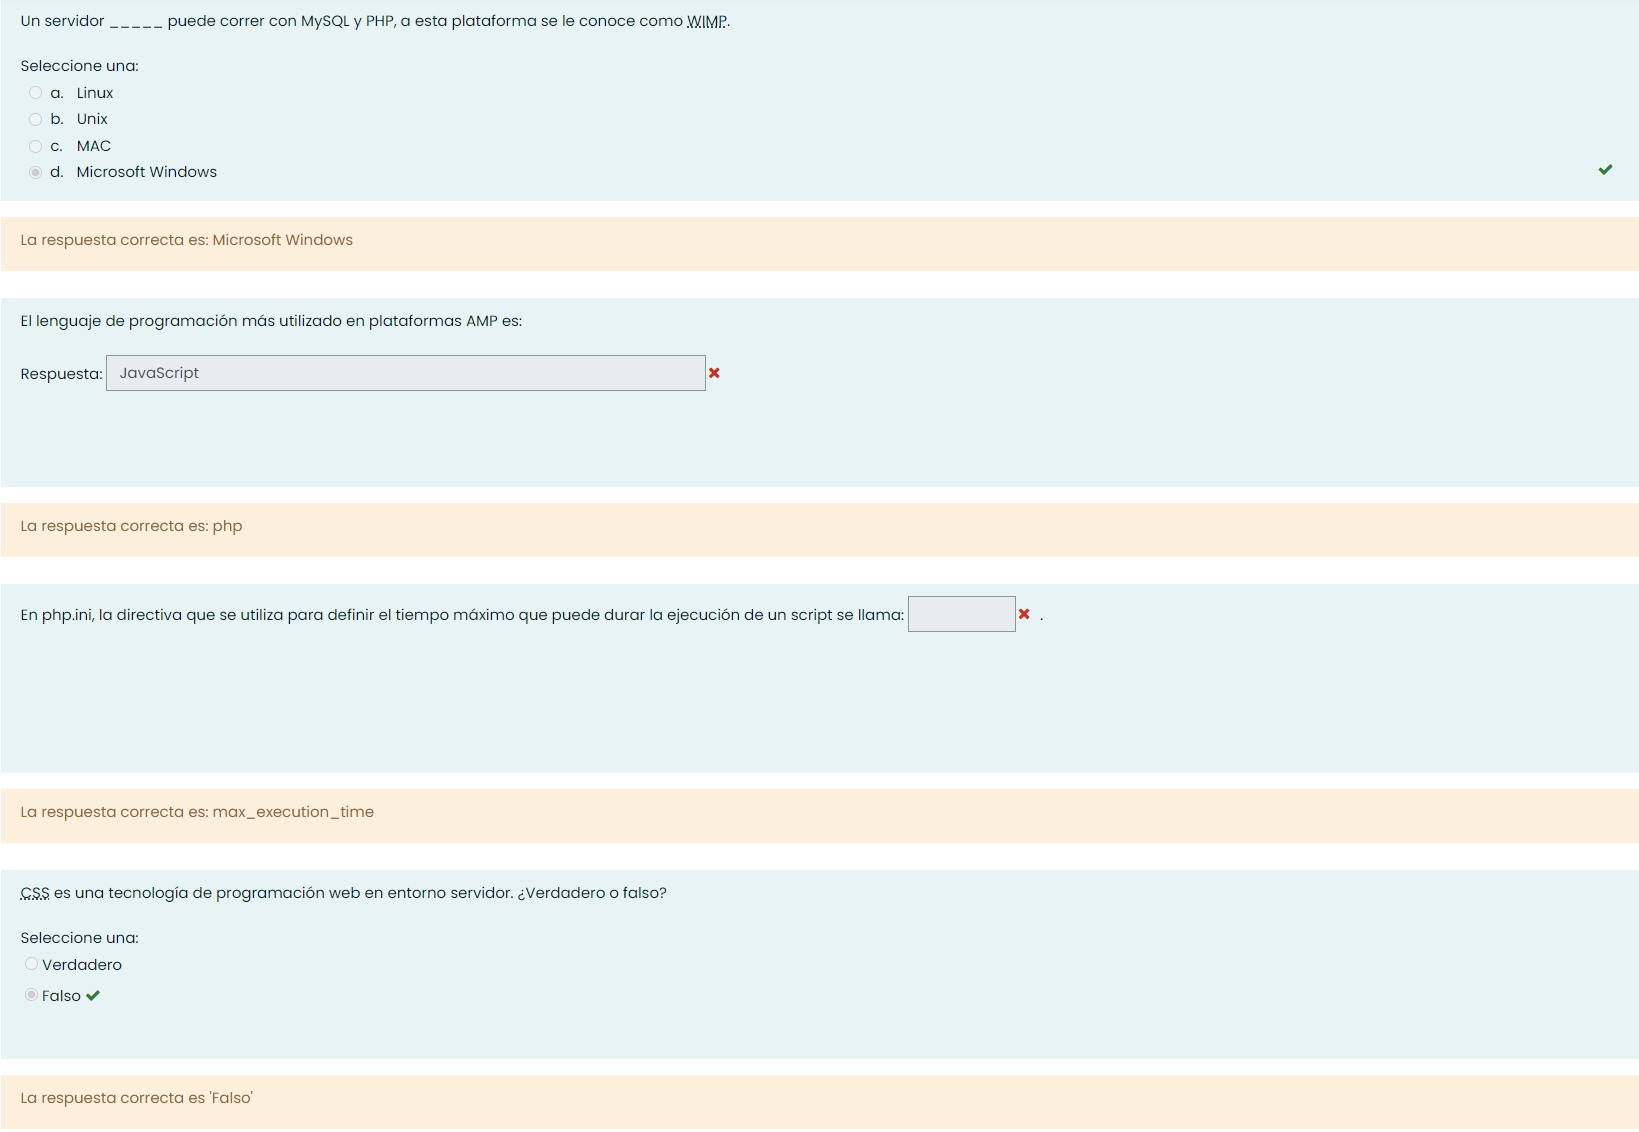 Un servidor _____ puede correr con MySQL y PHP, a esta plataforma se le conoce como WIMP.
Seleccione una:
a. Linux
b. Unix
c. MAC
d. Microsoft Windows
La respuesta correcta es: Microsoft Windows
El lenguaje de programación más utilizado en plataformas AMP es:
Respuesta: JavaScript
La respuesta correcta es: php
En php.ini, la directiva que se utiliza para definir el tiempo máximo que puede durar la ejecución de un script se llama: .
La respuesta correcta es: max_execution_time
CSS es una tecnología de programación web en entorno servidor. ¿Verdadero o falso?
Seleccione una:
Verdadero
Falso
La respuesta correcta es 'Falso'